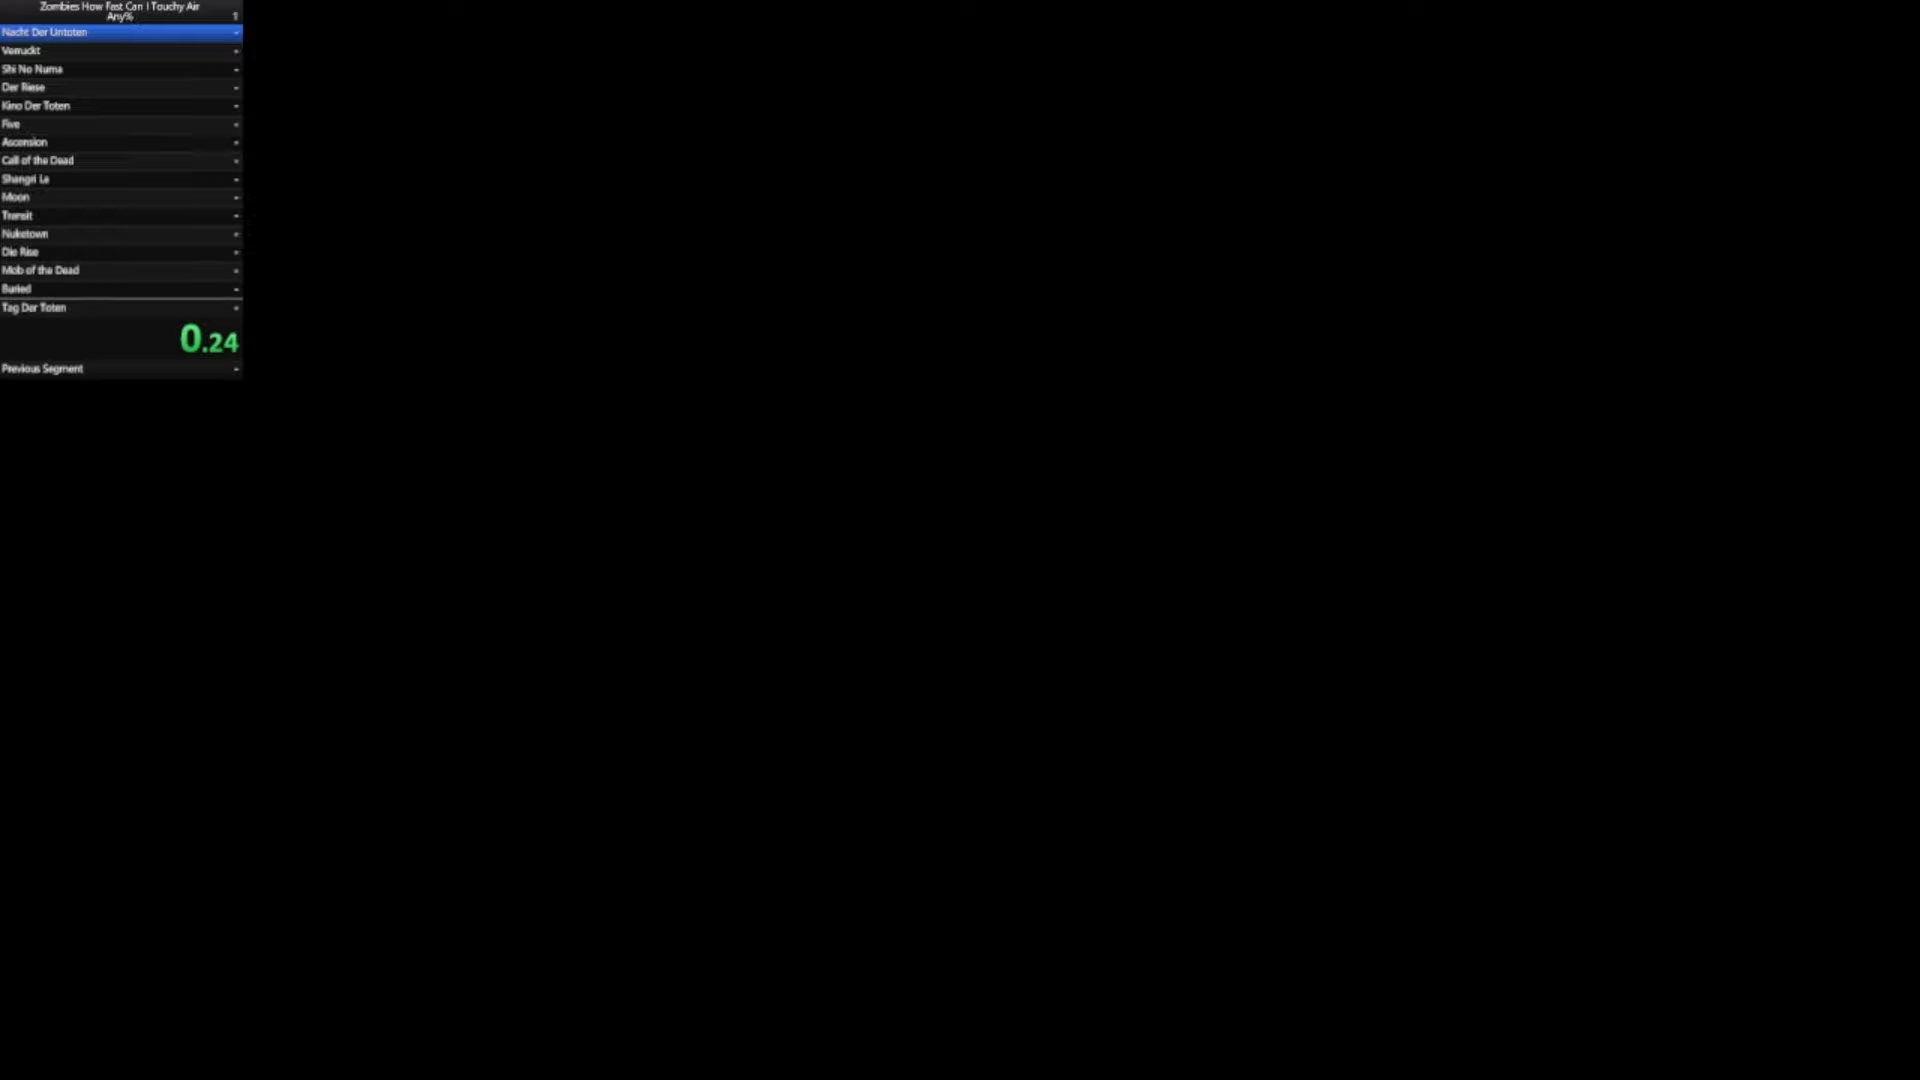 Zombies How Fast Can I Touchy Air
Any% 1
Nacht Der Untoten -
Verruckt -
Shi No Numa -
Der Riese -
Kino Der Toten -
Five -
Ascension -
Call of the Dead -
Shangri La -
Moon -
Transit -
Nuketown -
Die Rise -
Mob of the Dead -
Buried -
Tag Der Toten -
0.24
Previous Segment -